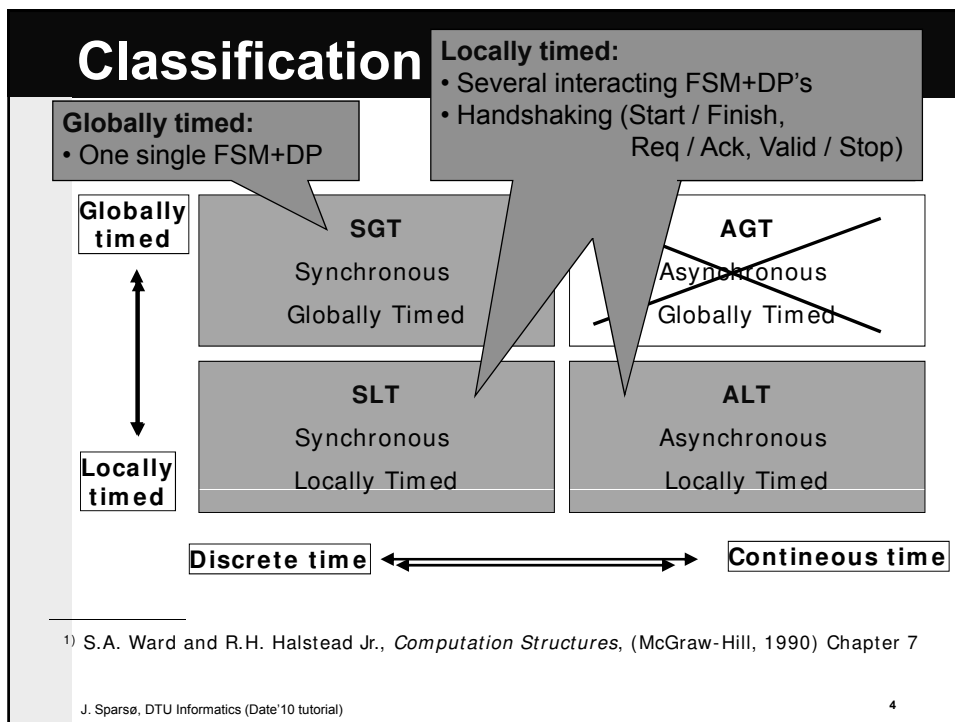 Classification
Locally timed:
• Several interacting FSM+DP's
• Handshaking (Start / Finish,
Req / Ack, Valid / Stop)
Globally timed:
• One single FSM+DP
Globally
timed
SGT
Synchronous
Globally Timed
AGT
Asynchronous
Globally Timed
SLT
Synchronous
Locally Timed
ALT
Asynchronous
Locally Timed
Locally
timed
Discrete time
Contineous time
1) S.A. Ward and R.H. Halstead Jr., Computation Structures, (McGraw-Hill, 1990) Chapter 7
J. Sparsø, DTU Informatics (Date'10 tutorial)
4